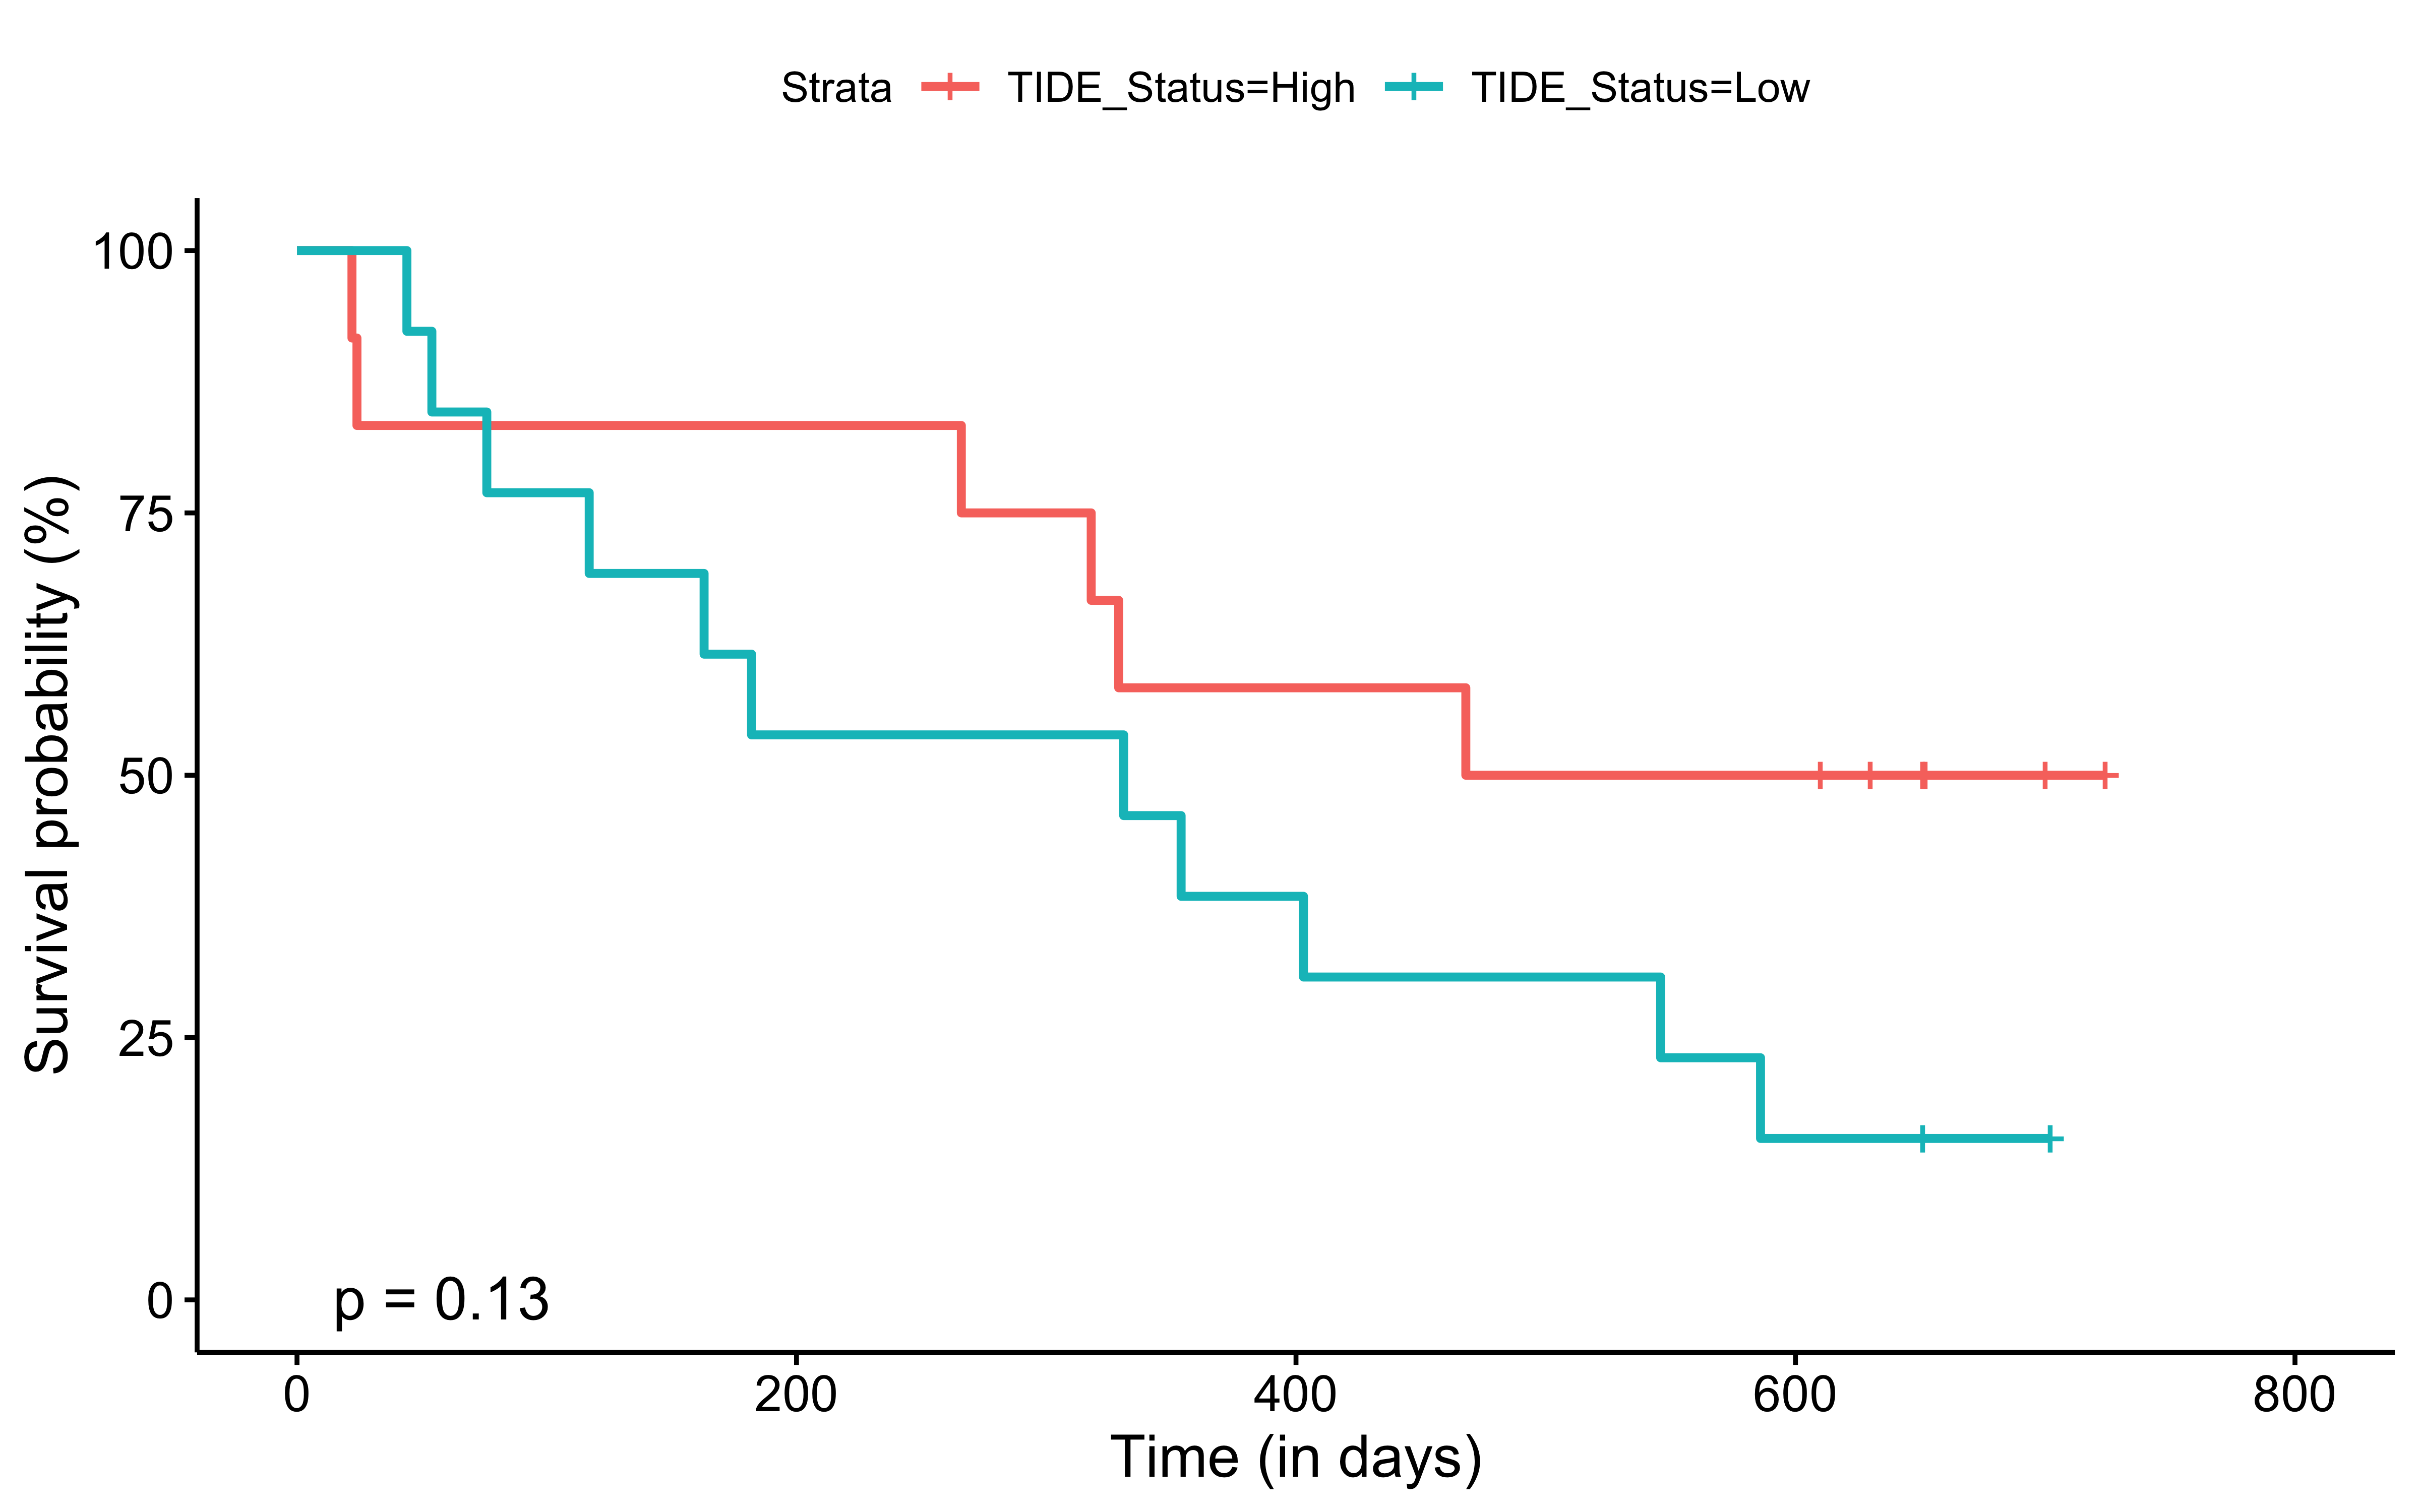 Strata TIDE_Status=High TIDE_Status=Low
Survival probability (%)
100
75
50
25
0
p = 0.13
0 200 400 600 800
Time (in days)